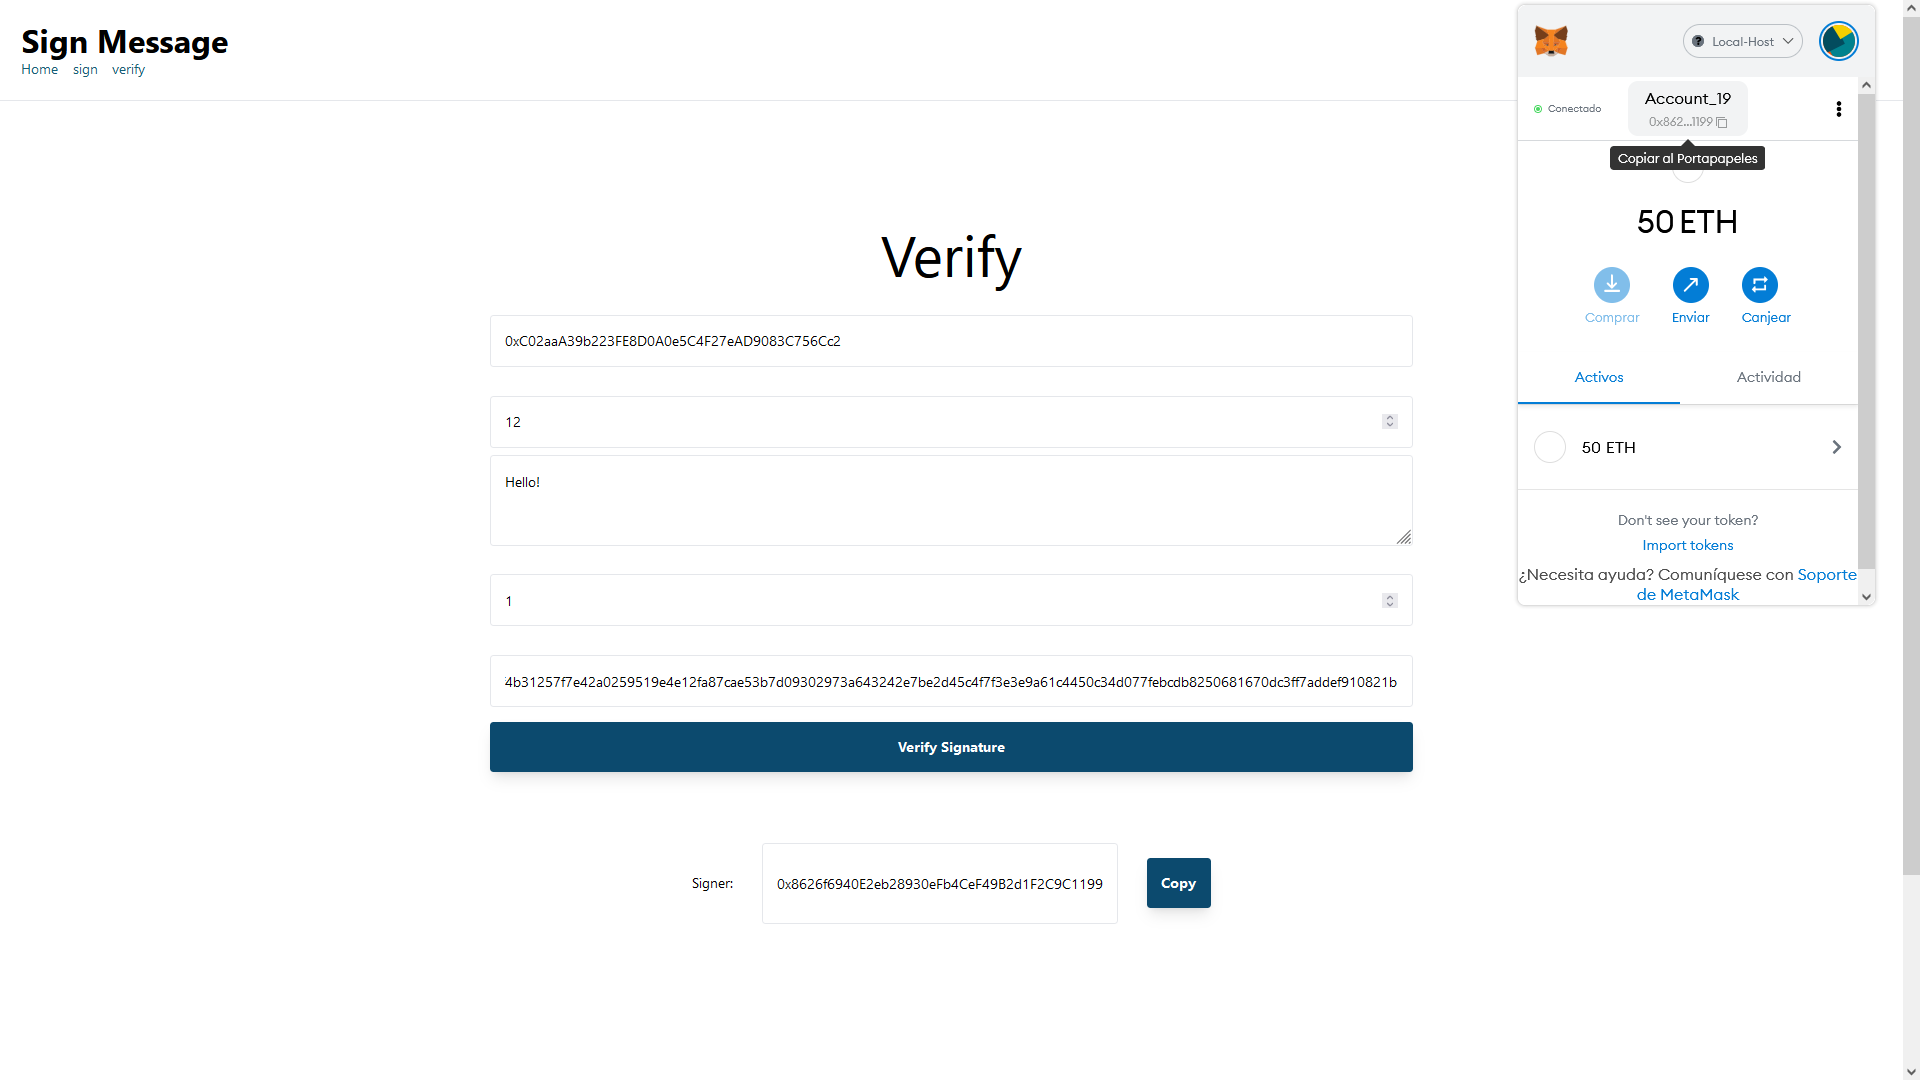 Sign Message
Home sign verify
Verify
0xC02aaA39b223FE8D0A0e5C4F27eAD9083C756Cc2
12
Hello!
1
4b31257f7e42a0259519e4e12fa87cae53b7d09302973a643242e7be2d45c4f7f3e3e9a61c4450c34d077febcdb8250681670dc3ff7addef910821b
Verify Signature
Signer: 0x8626f6940E2eb28930eFb4CeF49B2d1F2C9C1199 Copy
Local-Host
Conectado
Account_19
0x862...1199
Copiar al Portapapeles
50 ETH
Comprar Enviar Canjear
Activos Actividad
50 ETH
Don't see your token?
Import tokens
¿Necesita ayuda? Comuníquese con Soporte
de MetaMask